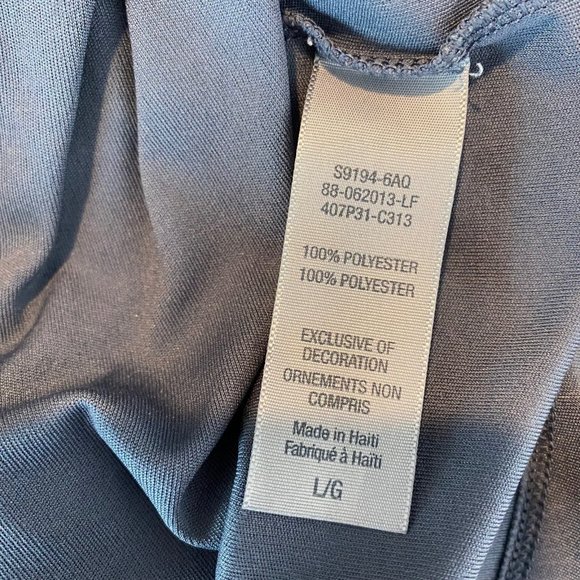 S9194-6AQ
88-062013-LF
407P31-C313
100% POLYESTER
100% POLYESTER
EXCLUSIVE OF
DECORATION
ORNEMENTS NON
COMPRIS
Made in Haiti
Fabriqué à Haïti
L/G